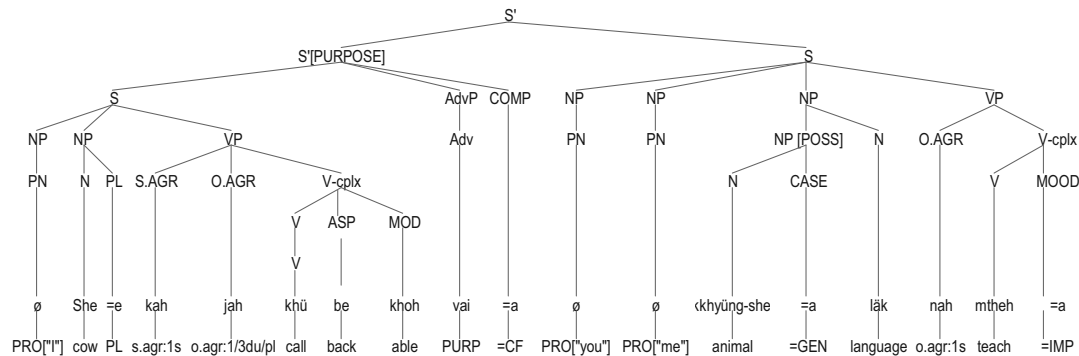 S'
S'[PURPOSE] S
S AdvP COMP NP NP NP VP
NP NP VP Adv PN PN NP [POSS] N O.AGR V-cplx
PN N PL S.AGR O.AGR V-cplx N CASE V MOOD
V ASP MOD
V
ø She =e kah jah khü be khoh vai =a ø ø kkhyüng-she =a läk nah mtheh =a
PRO["I"] cow PL s.agr:1s o.agr:1/3du/pl call back able PURP =CF PRO["you"] PRO["me"] animal =GEN language o.agr:1s teach =IMP